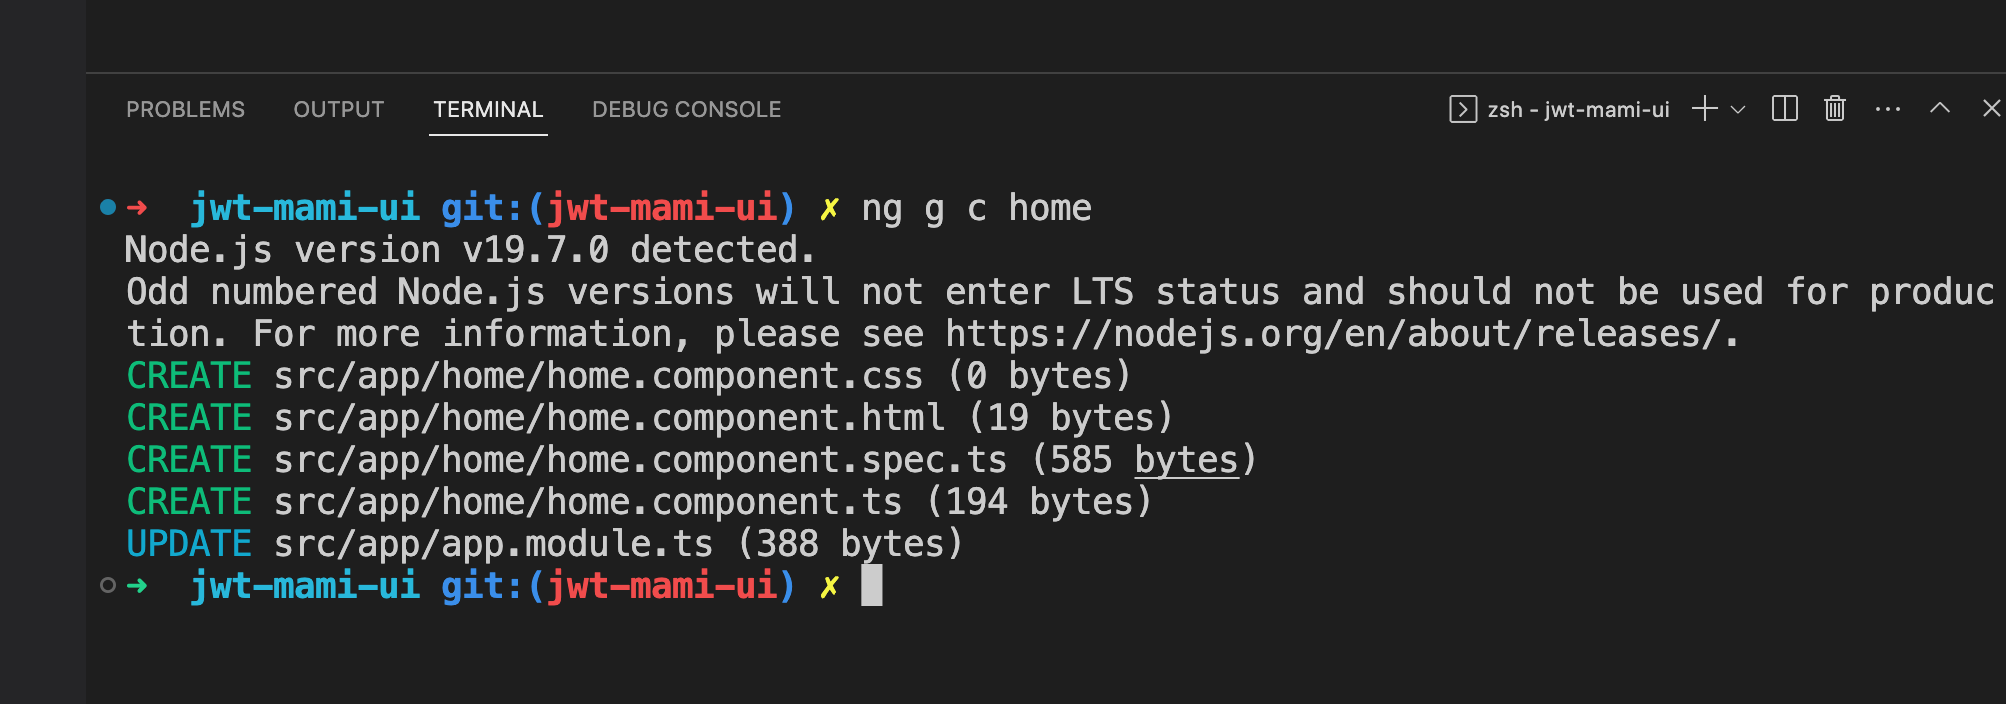 PROBLEMS OUTPUT TERMINAL DEBUG CONSOLE zsh - jwt-mami-ui
➜ jwt-mami-ui git:(jwt-mami-ui) ✗ ng g c home
Node.js version v19.7.0 detected.
Odd numbered Node.js versions will not enter LTS status and should not be used for produc
tion. For more information, please see https://nodejs.org/en/about/releases/.
CREATE src/app/home/home.component.css (0 bytes)
CREATE src/app/home/home.component.html (19 bytes)
CREATE src/app/home/home.component.spec.ts (585 bytes)
CREATE src/app/home/home.component.ts (194 bytes)
UPDATE src/app/app.module.ts (388 bytes)
➜ jwt-mami-ui git:(jwt-mami-ui) ✗